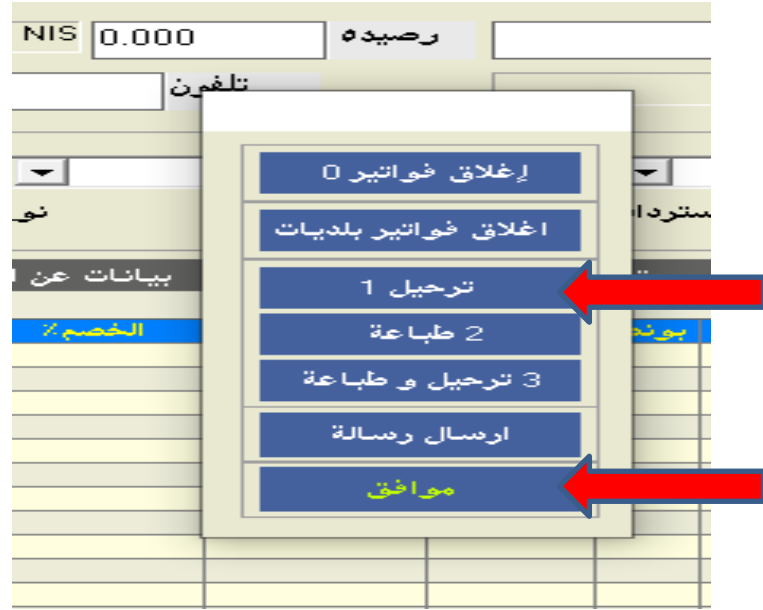 رصيده 0.000 NIS
تلفون
إغلاق فواتير 0
اغلاق فواتير بلديات
ترحيل 1
2 طباعة
3 ترحيل و طباعة
ارسال رسالة
موافق
نو
بيانات عن
الخصم%